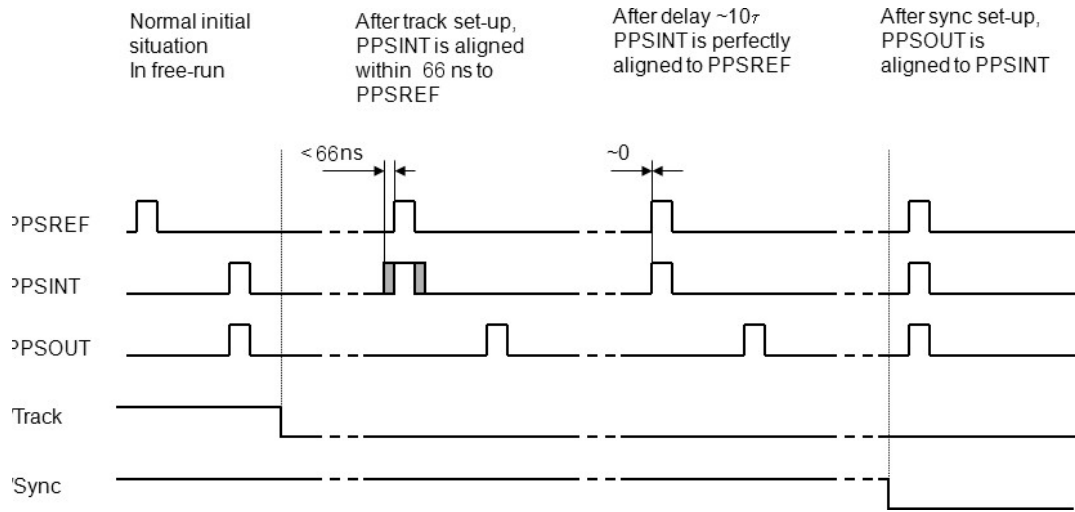 Normal initial
situation
In free-run
After track set-up,
PPSINT is aligned
within 66 ns to
PPSREF
After delay ~10τ
PPSINT is perfectly
aligned to PPSREF
After sync set-up,
PPSOUT is
aligned to PPSINT
<66ns
~0
PPSREF
PPSINT
PPSOUT
/Track
/Sync